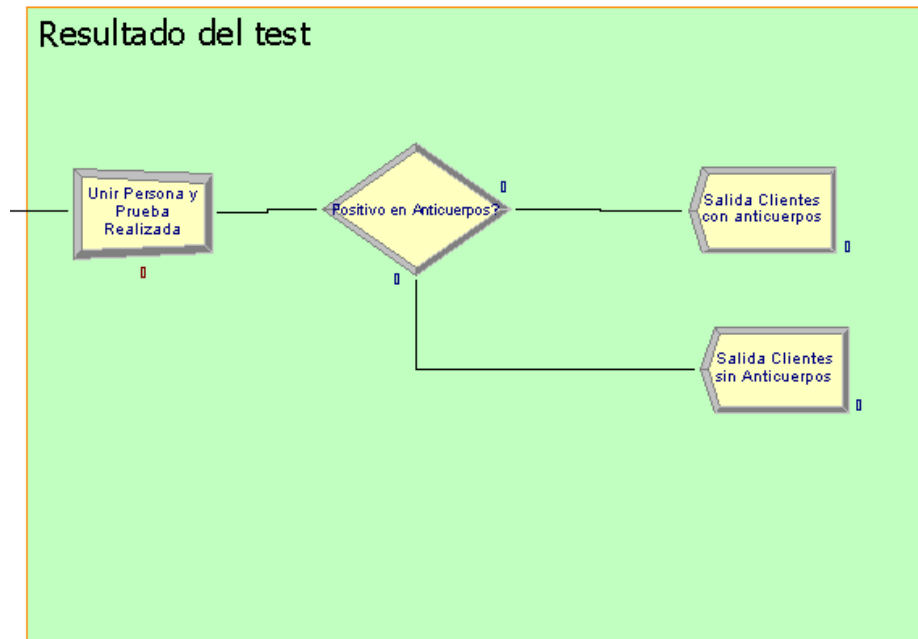 Resultado del test
Unir Persona y
Prueba
Realizada
Positivo en Anticuerpos?
Salida Clientes
con anticuerpos
Salida Clientes
sin Anticuerpos